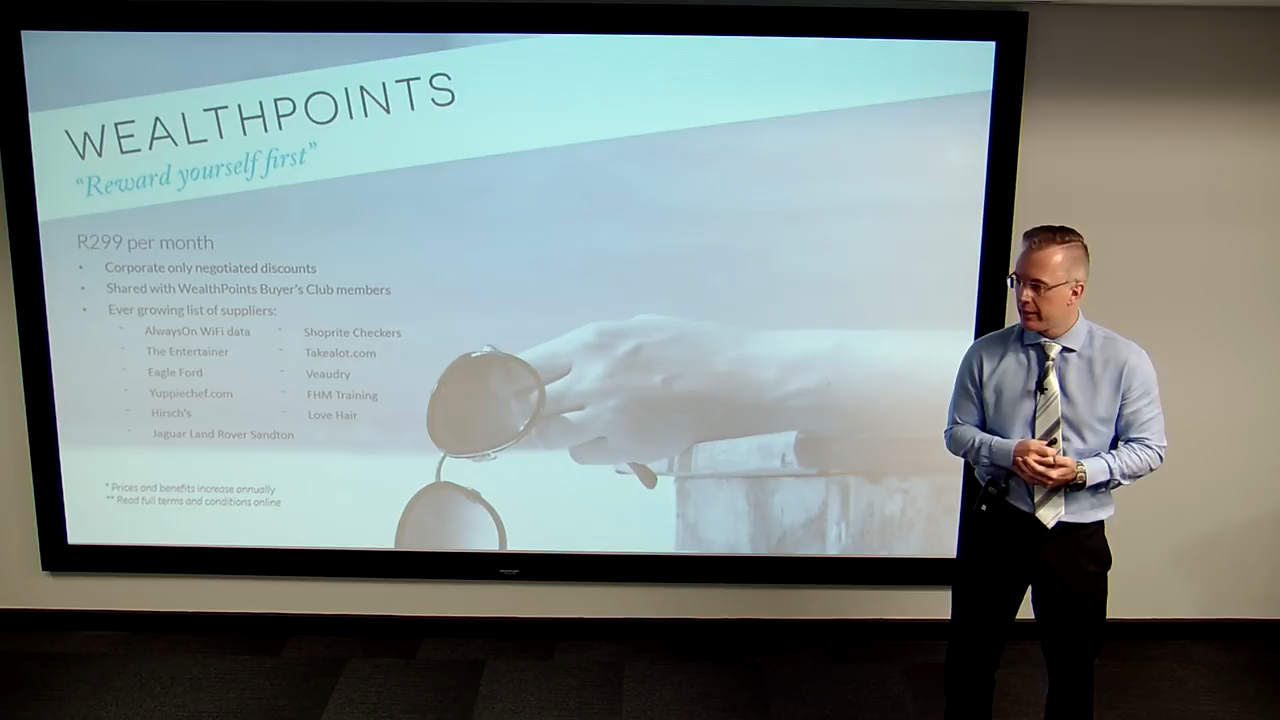 WEALTHPOINTS
“Reward yourself first”
R299 per month
• Corporate only negotiated discounts
• Shared with WealthPoints Buyer's Club members
• Ever growing list of suppliers:
- AlwaysOn WiFi data
- The Entertainer
- Eagle Ford
- Yuppiechef.com
- Hirsch's
- Jaguar Land Rover Sandton
- Shoprite Checkers
- Takealot.com
- Veaudry
- FHM Training
- Love Hair
* Prices and benefits increase annually
** Read full terms and conditions online